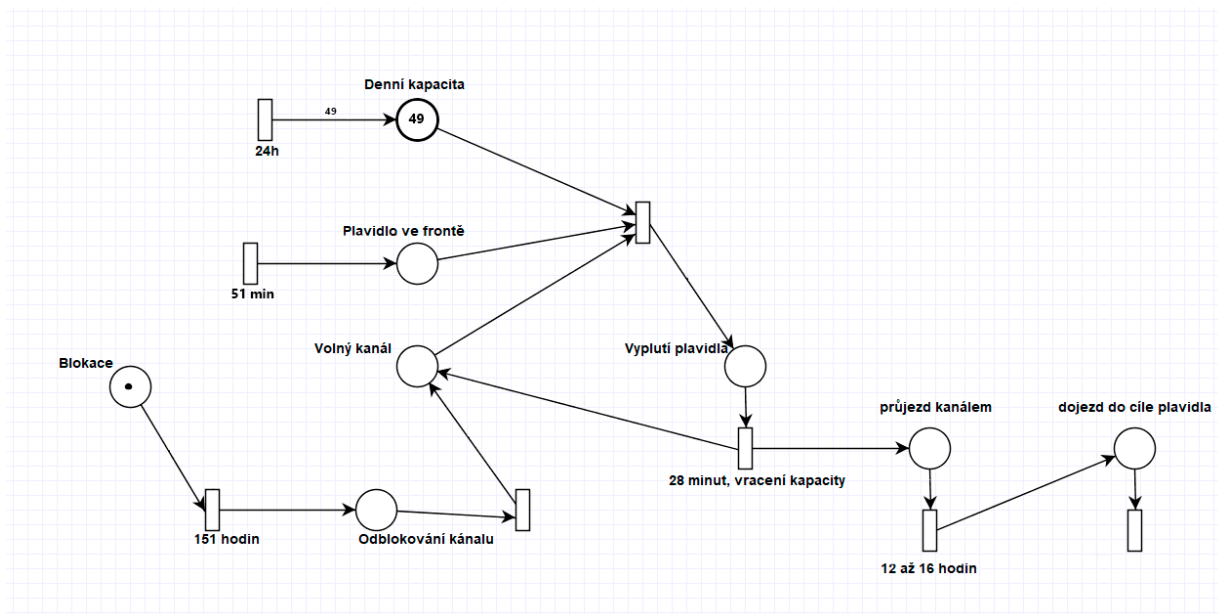 Denní kapacita
49
49
24h
Plavidlo ve frontě
51 min
Volný kanál
Vyplutí plavidla
Blokace
průjezd kanálem
dojezd do cíle plavidla
28 minut, vracení kapacity
151 hodin
Odblokování kánalu
12 až 16 hodin